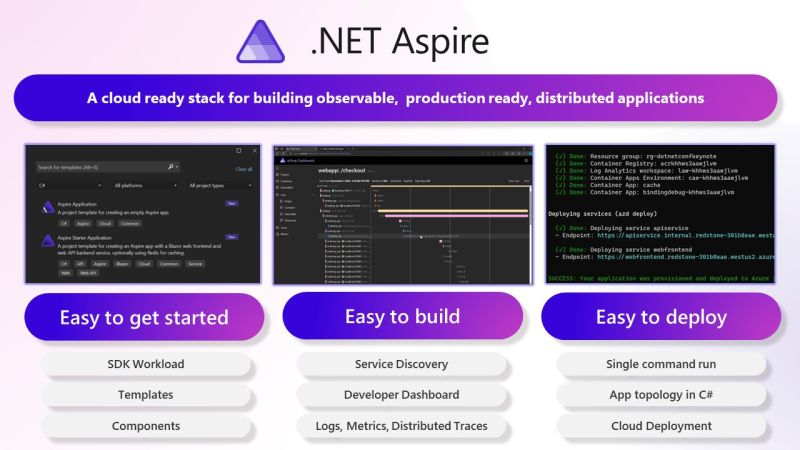 .NET Aspire
A cloud ready stack for building observable, production ready, distributed applications
Search for templates (Alt+S)
Clear all
C#
All platforms
All project types
Aspire Application
New
A project template for creating an empty Aspire app.
C#
Aspire
Cloud
Common
Aspire Starter Application
New
A project template for creating an Aspire app with a Blazor web frontend and
web API backend service, optionally using Redis for caching.
C#
API
Aspire
Blazor
Cloud
Common
Service
Web
Web API
webapp: /checkout
(√) Done: Resource group: rg-dotnetconfkeynote
(√) Done: Container Registry: acrkhhws3aawjlvm
(√) Done: Log Analytics workspace: law-khhws3aawjlvm
(√) Done: Container Apps Environment: cae-khhws3aawjlvm
(√) Done: Container App: cache
(√) Done: Container App: bindingdebug-khhws3aawjlvm
Deploying services (azd deploy)
(√) Done: Deploying service apiservice
- Endpoint: https://apiservice.internal.redstone-301b8eae.westus
(√) Done: Deploying service webfrontend
- Endpoint: https://webfrontend.redstone-301b8eae.westus2.azure
SUCCESS: Your application was provisioned and deployed to Azure
Easy to get started
Easy to build
Easy to deploy
SDK Workload
Service Discovery
Single command run
Templates
Developer Dashboard
App topology in C#
Components
Logs, Metrics, Distributed Traces
Cloud Deployment